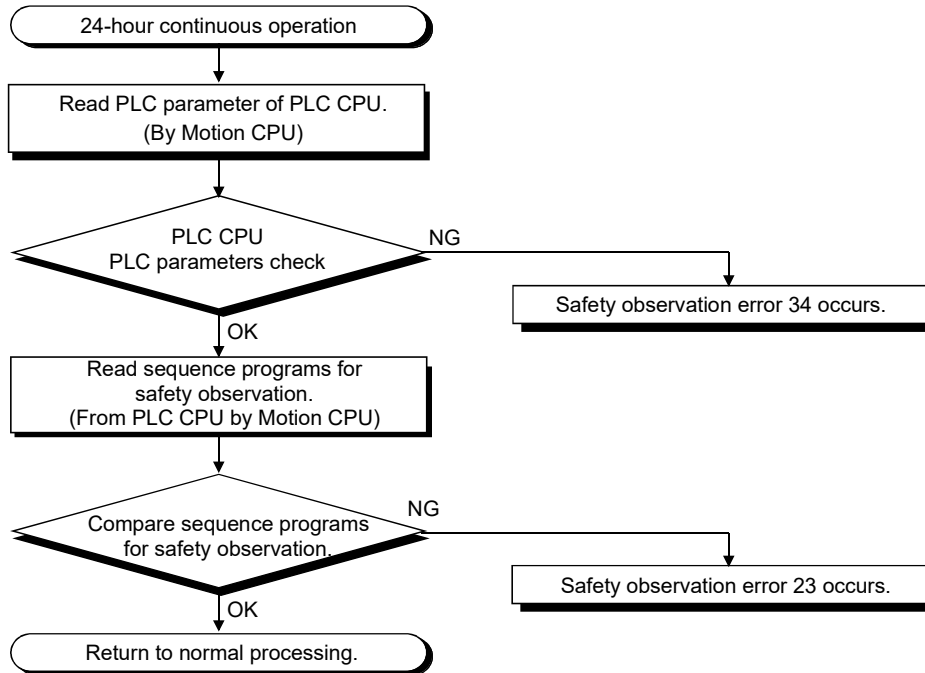 24-hour continuous operation
Read PLC parameter of PLC CPU.
(By Motion CPU)
PLC CPU
PLC parameters check
NG
Safety observation error 34 occurs.
OK
Read sequence programs for
safety observation.
(From PLC CPU by Motion CPU)
Compare sequence programs
for safety observation.
NG
Safety observation error 23 occurs.
OK
Return to normal processing.